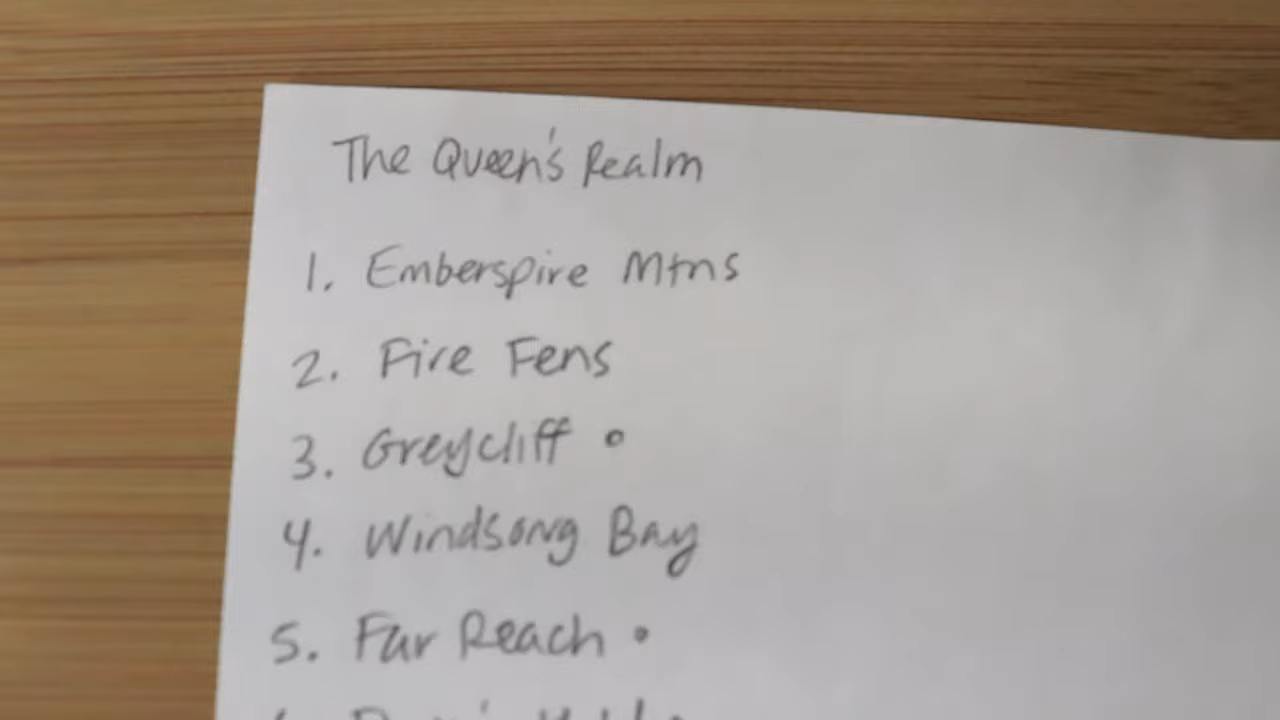 The Queen's Realm
1. Emberspire Mtns
2. Fire Fens
3. Greycliff
4. Windsong Bay
5. Far Reach